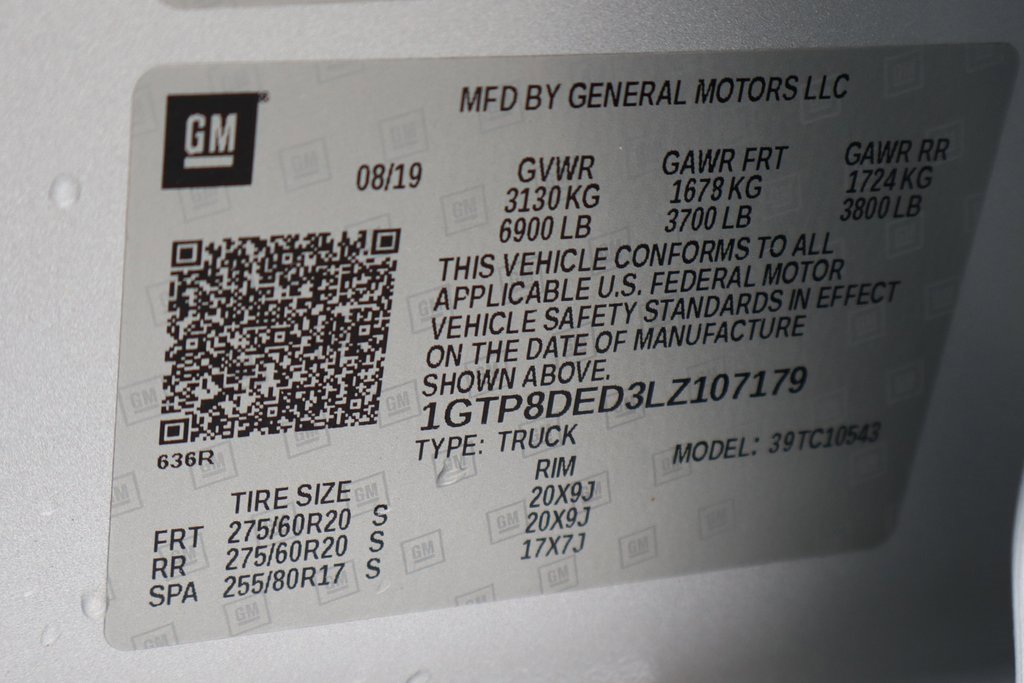 GM
MFD BY GENERAL MOTORS LLC
08/19
GVWR GAWR FRT GAWR RR
3130 KG 1678 KG 1724 KG
6900 LB 3700 LB 3800 LB
THIS VEHICLE CONFORMS TO ALL
APPLICABLE U.S. FEDERAL MOTOR
VEHICLE SAFETY STANDARDS IN EFFECT
ON THE DATE OF MANUFACTURE
SHOWN ABOVE.
1GTP8DED3LZ107179
TYPE: TRUCK MODEL: 39TC10543
636R
TIRE SIZE RIM
FRT 275/60R20 S 20X9J
RR 275/60R20 S 20X9J
SPA 255/80R17 S 17X7J